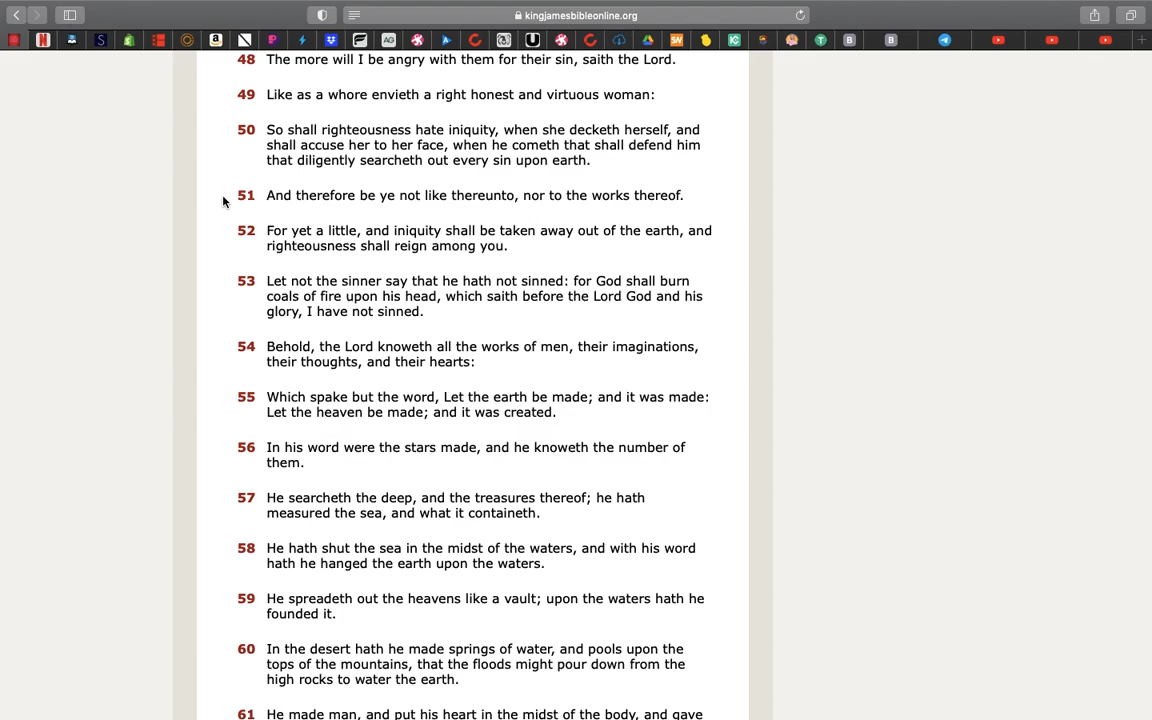 kingjamesbibleonline.org
48 The more will I be angry with them for their sin, saith the Lord.
49 Like as a whore envieth a right honest and virtuous woman:
50 So shall righteousness hate iniquity, when she decketh herself, and
shall accuse her to her face, when he cometh that shall defend him
that diligently searcheth out every sin upon earth.
51 And therefore be ye not like thereunto, nor to the works thereof.
52 For yet a little, and iniquity shall be taken away out of the earth, and
righteousness shall reign among you.
53 Let not the sinner say that he hath not sinned: for God shall burn
coals of fire upon his head, which saith before the Lord God and his
glory, I have not sinned.
54 Behold, the Lord knoweth all the works of men, their imaginations,
their thoughts, and their hearts:
55 Which spake but the word, Let the earth be made; and it was made:
Let the heaven be made; and it was created.
56 In his word were the stars made, and he knoweth the number of
them.
57 He searcheth the deep, and the treasures thereof; he hath
measured the sea, and what it containeth.
58 He hath shut the sea in the midst of the waters, and with his word
hath he hanged the earth upon the waters.
59 He spreadeth out the heavens like a vault; upon the waters hath he
founded it.
60 In the desert hath he made springs of water, and pools upon the
tops of the mountains, that the floods might pour down from the
high rocks to water the earth.
61 He made man, and put his heart in the midst of the body, and gave